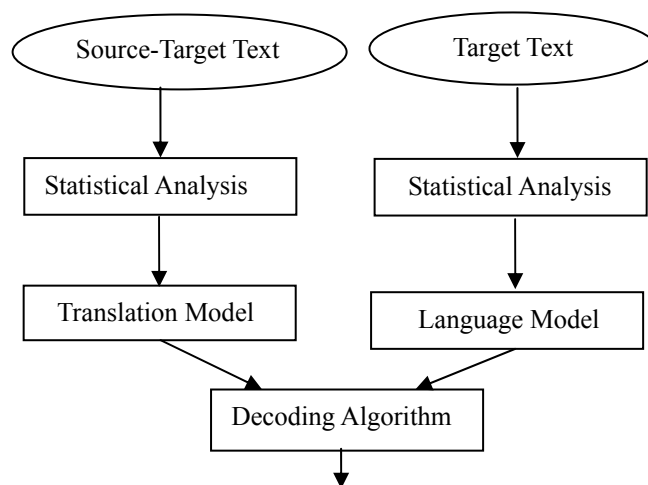 Source-Target Text
Target Text
Statistical Analysis
Statistical Analysis
Translation Model
Language Model
Decoding Algorithm